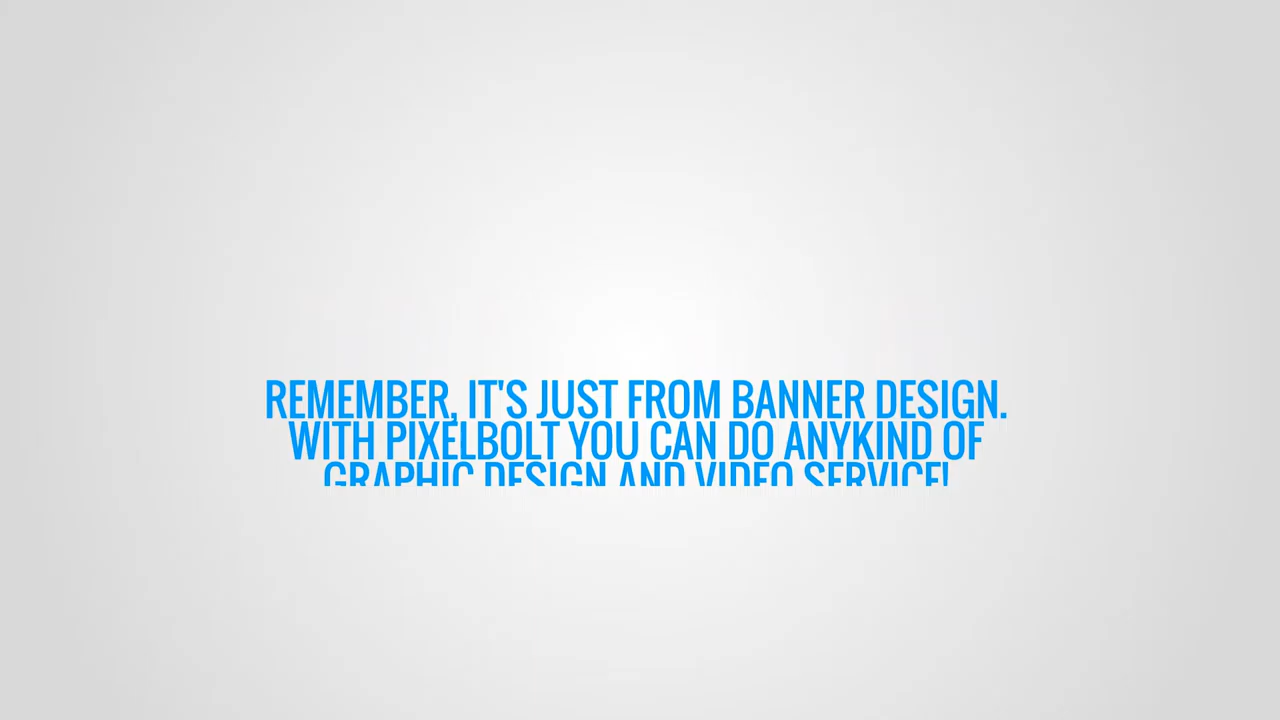 REMEMBER, IT'S JUST FROM BANNER DESIGN.
WITH PIXELBOLT YOU CAN DO ANYKIND OF
GRAPHIC DESIGN AND VIDEO SERVICE!